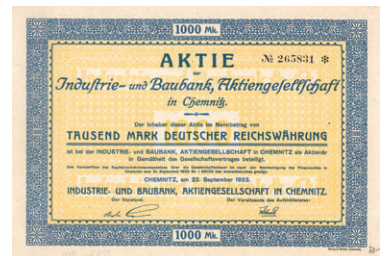 1000 Mk.
AKTIE
№ 265831 ✻
der
Industrie- und Baubank, Aktiengesellschaft
in Chemnitz.
Der Inhaber dieser Aktie im Nennbetrag von
TAUSEND MARK DEUTSCHER REICHSWÄHRUNG
ist bei der INDUSTRIE- und BAUBANK, AKTIENGESELLSCHAFT in CHEMNITZ als Aktionär
in Gemäßheit des Gesellschaftsvertrages beteiligt.
CHEMNITZ, am 22. September 1923.
INDUSTRIE- UND BAUBANK, AKTIENGESELLSCHAFT IN CHEMNITZ.
Der Vorstand. Der Vorsitzende des Aufsichtsrates:
1000 Mk.